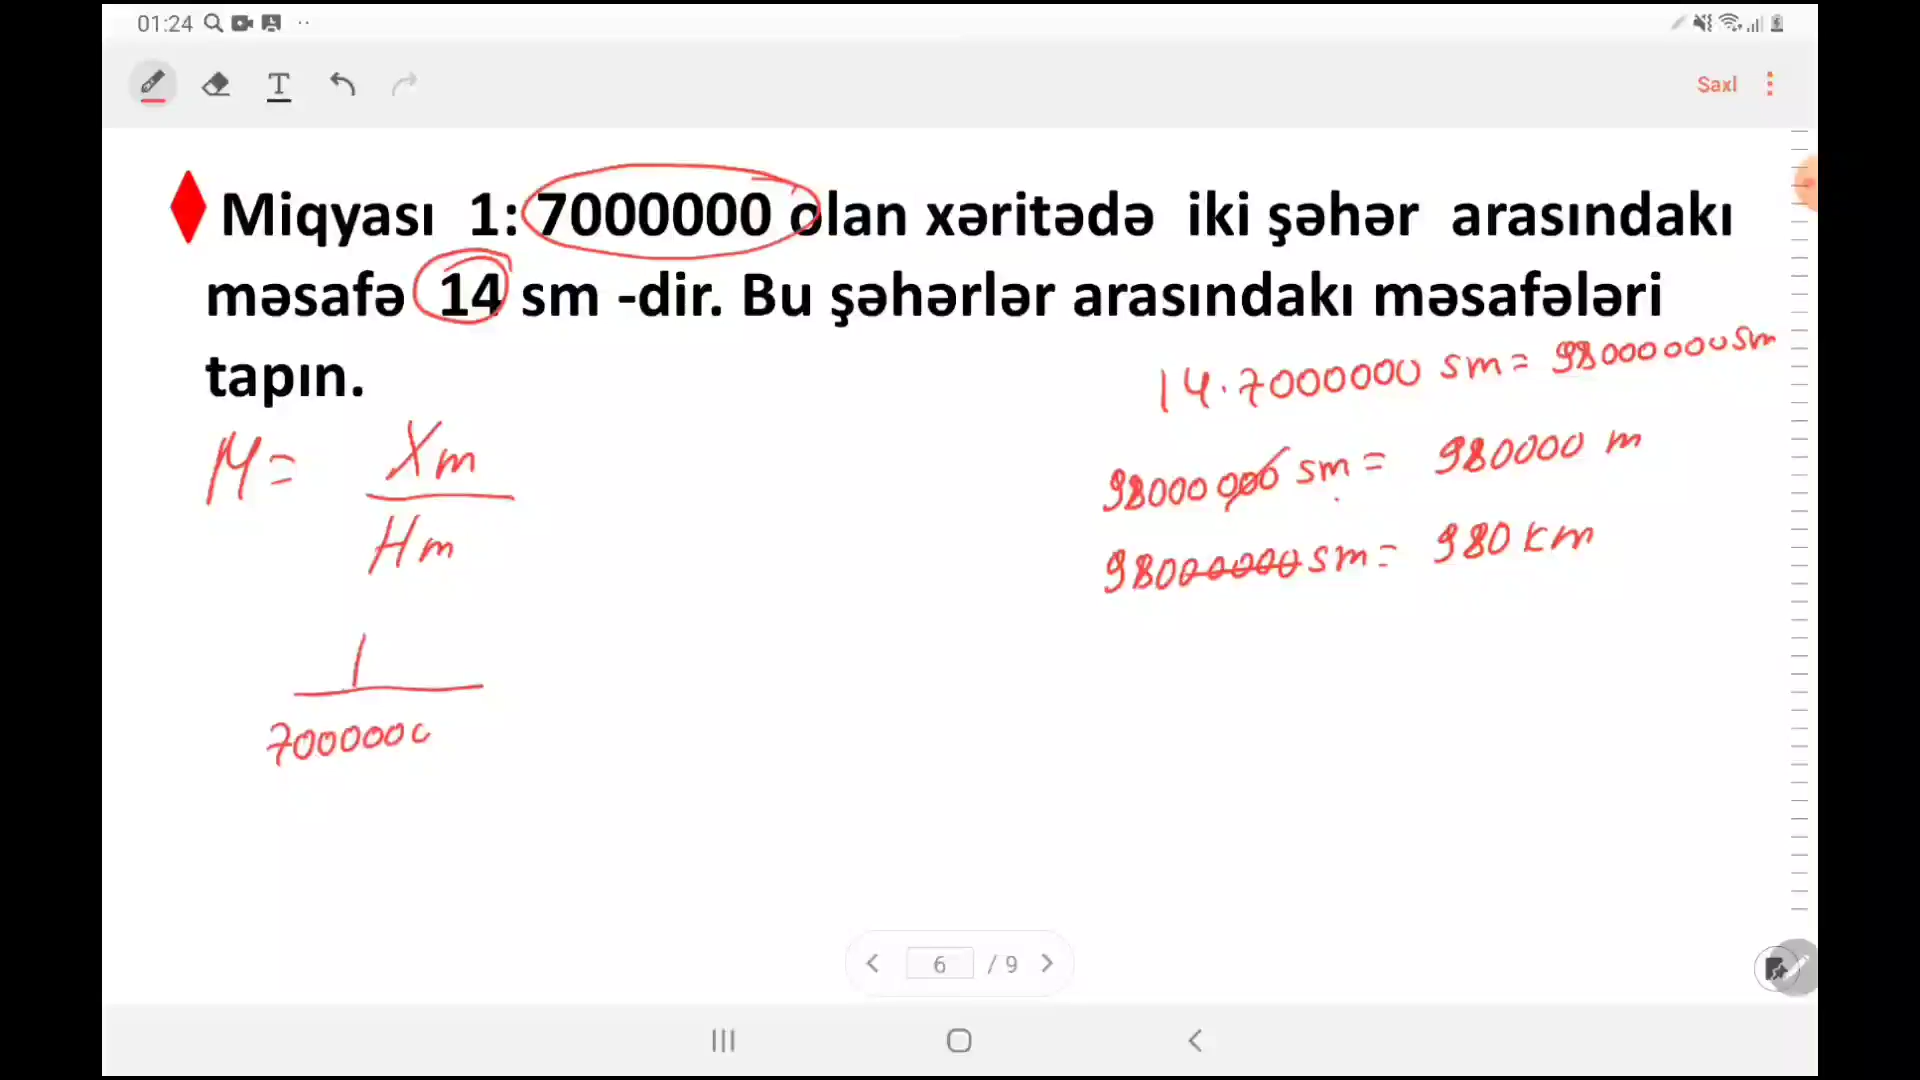 01:24
Saxl
Miqyası 1: 7000000 olan xəritədə iki şəhər arasındakı
məsafə 14 sm -dir. Bu şəhərlər arasındakı məsafələri
tapın.
14·7000000 sm = 98000000 sm
98000000 sm = 980000 m
98000000 sm = 980 km
M = Xm
Hm
1
7000000
6 / 9